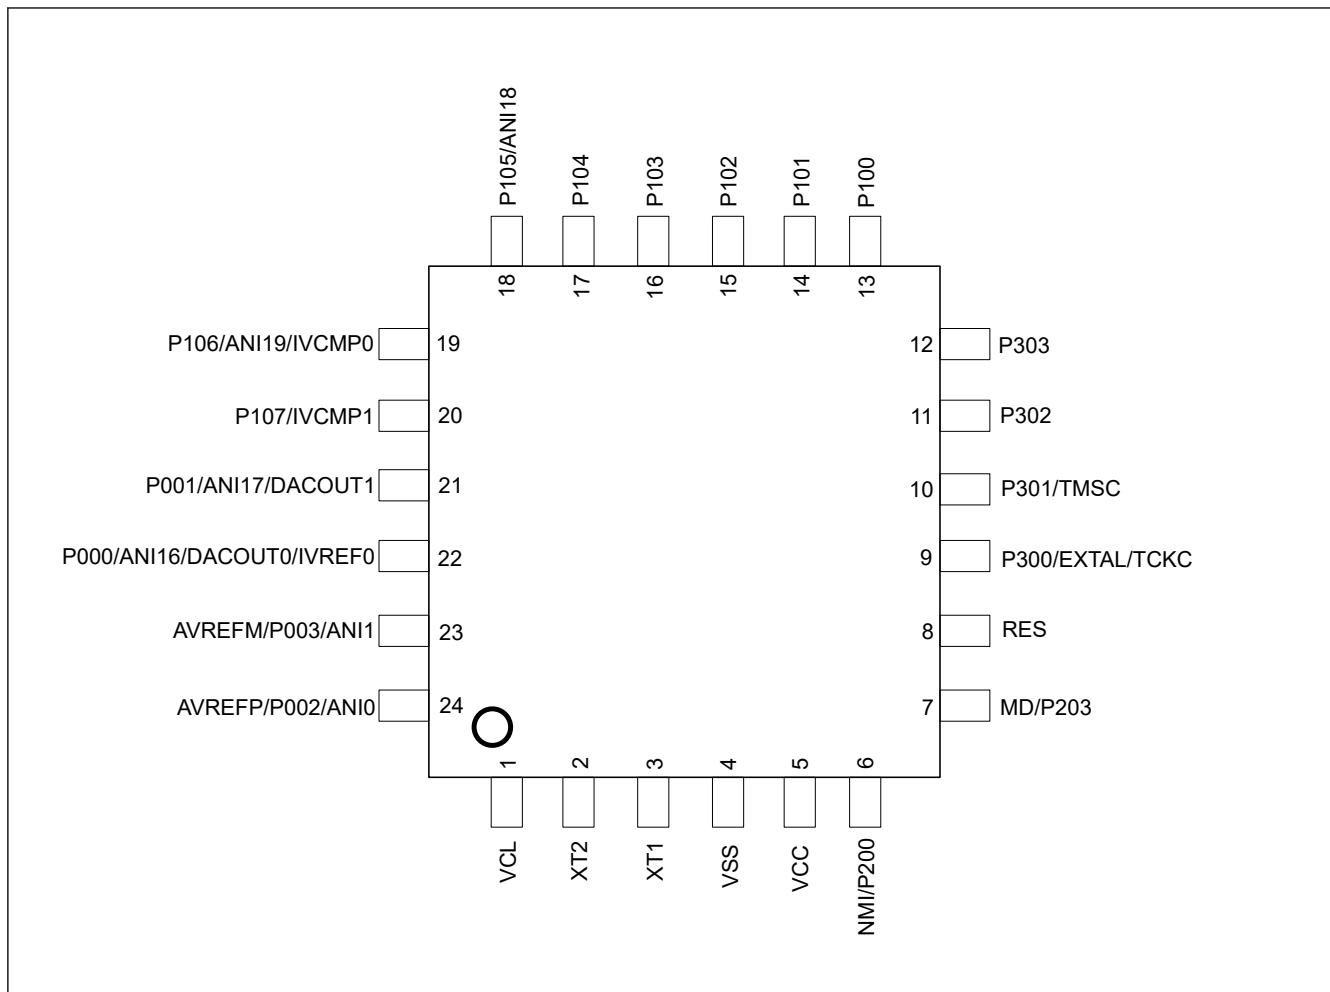 P105/ANI18
P104
P103
P102
P101
P100
18
17
16
15
14
13
P106/ANI19/IVCMP0
19
12
P303
P107/IVCMP1
20
11
P302
P001/ANI17/DACOUT1
21
10
P301/TMSC
P000/ANI16/DACOUT0/IVREF0
22
9
P300/EXTAL/TCKC
AVREFM/P003/ANI1
23
8
RES
AVREFP/P002/ANI0
24
7
MD/P203
1
2
3
4
5
6
VCL
XT2
XT1
VSS
VCC
NMI/P200